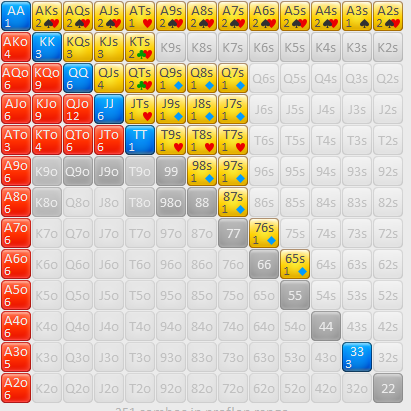 AA AKs AQs AJs ATs A9s A8s A7s A6s A5s A4s A3s A2s
1 2♠♥ 2♠♥ 2♠♥ 1♥ 2♠♥ 2♠♥ 2♠♥ 2♠♥ 2♠♥ 2♠♥ 1♠ 2♠♥
AKo KK KQs KJs KTs K9s K8s K7s K6s K5s K4s K3s K2s
4 3 3 3 2
AQo KQo QQ QJs QTs Q9s Q8s Q7s Q6s Q5s Q4s Q3s Q2s
6 9 6 4 2 1♦ 1♦ 1♦
AJo KJo QJo JJ JTs J9s J8s J7s J6s J5s J4s J3s J2s
6 9 12 6 1♥ 1♦ 1♦ 1♦
ATo KTo QTo JTo TT T9s T8s T7s T6s T5s T4s T3s T2s
3 4 6 6 1 1♥ 1♥ 1♥
A9o K9o Q9o J9o T9o 99 98s 97s 96s 95s 94s 93s 92s
6 1♦ 1♦
A8o K8o Q8o J8o T8o 98o 88 87s 86s 85s 84s 83s 82s
6 1♦
A7o K7o Q7o J7o T7o 97o 87o 77 76s 75s 74s 73s 72s
6 1♦
A6o K6o Q6o J6o T6o 96o 86o 76o 66 65s 64s 63s 62s
6 1♦
A5o K5o Q5o J5o T5o 95o 85o 75o 65o 55 54s 53s 52s
6
A4o K4o Q4o J4o T4o 94o 84o 74o 64o 54o 44 43s 42s
6
A3o K3o Q3o J3o T3o 93o 83o 73o 63o 53o 43o 33 32s
6 3
A2o K2o Q2o J2o T2o 92o 82o 72o 62o 52o 42o 32o 22
6